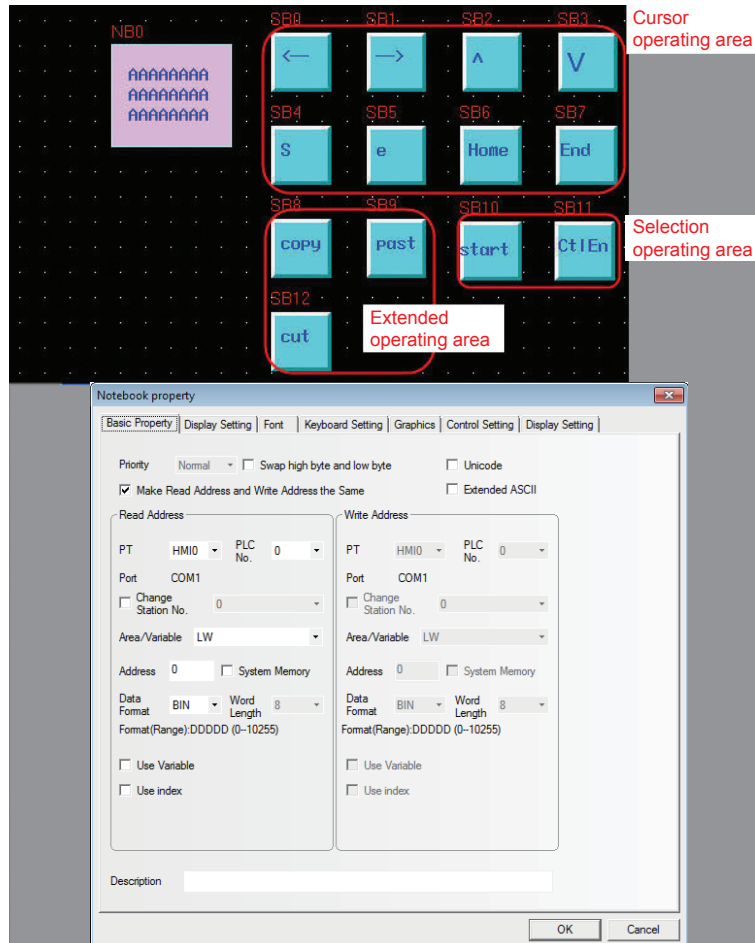 SB0 SB1 SB2 SB3
Cursor
operating area
NB0
<— —> ^ V
AAAAAAAA
AAAAAAAA
AAAAAAAA
SB4 SB5 SB6 SB7
S e Home End
SB8 SB9 SB10 SB11
Selection
operating area
copy past start CtlEn
SB12
Extended
operating area
cut
Notebook property
Basic Property Display Setting Font Keyboard Setting Graphics Control Setting Display Setting
Priority Normal Swap high byte and low byte Unicode
Make Read Address and Write Address the Same Extended ASCII
Read Address Write Address
PT HMI0 PLC No. 0 PT HMI0 PLC No. 0
Port COM1 Port COM1
Change Station No. 0 Change Station No. 0
Area/Variable LW Area/Variable LW
Address 0 System Memory Address 0 System Memory
Data Format BIN Word Length 8 Data Format BIN Word Length 8
Format(Range):DDDDD (0--10255) Format(Range):DDDDD (0--10255)
Use Variable Use Variable
Use index Use index
Description
OK Cancel